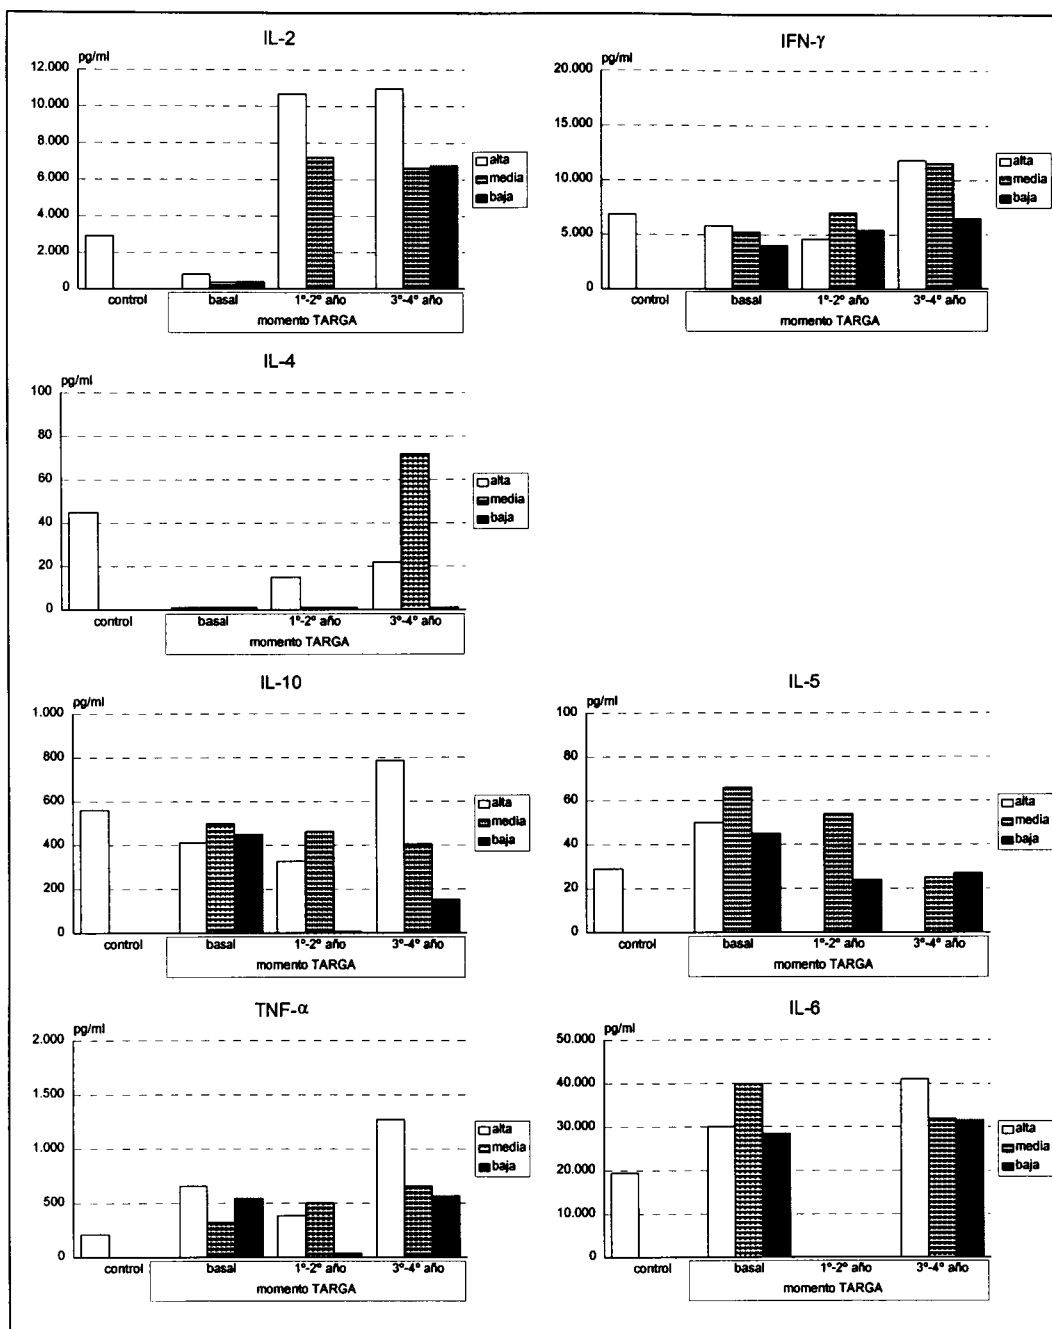 IL-2
pg/ml
12.000
10.000
8.000
6.000
4.000
2.000
0
control
basal
1º-2º año
3º-4º año
momento TARGA
alta
media
baja
IFN-γ
pg/ml
20.000
15.000
10.000
5.000
0
control
basal
1º-2º año
3º-4º año
momento TARGA
alta
media
baja
IL-4
pg/ml
100
80
60
40
20
0
control
basal
1º-2º año
3º-4º año
momento TARGA
alta
media
baja
IL-10
pg/ml
1.000
800
600
400
200
0
control
basal
1º-2º año
3º-4º año
momento TARGA
alta
media
baja
IL-5
pg/ml
100
80
60
40
20
0
control
basal
1º-2º año
3º-4º año
momento TARGA
alta
media
baja
TNF-α
pg/ml
2.000
1.500
1.000
500
0
control
basal
1º-2º año
3º-4º año
momento TARGA
alta
media
baja
IL-6
pg/ml
50.000
40.000
30.000
20.000
10.000
0
control
basal
1º-2º año
3º-4º año
momento TARGA
alta
media
baja